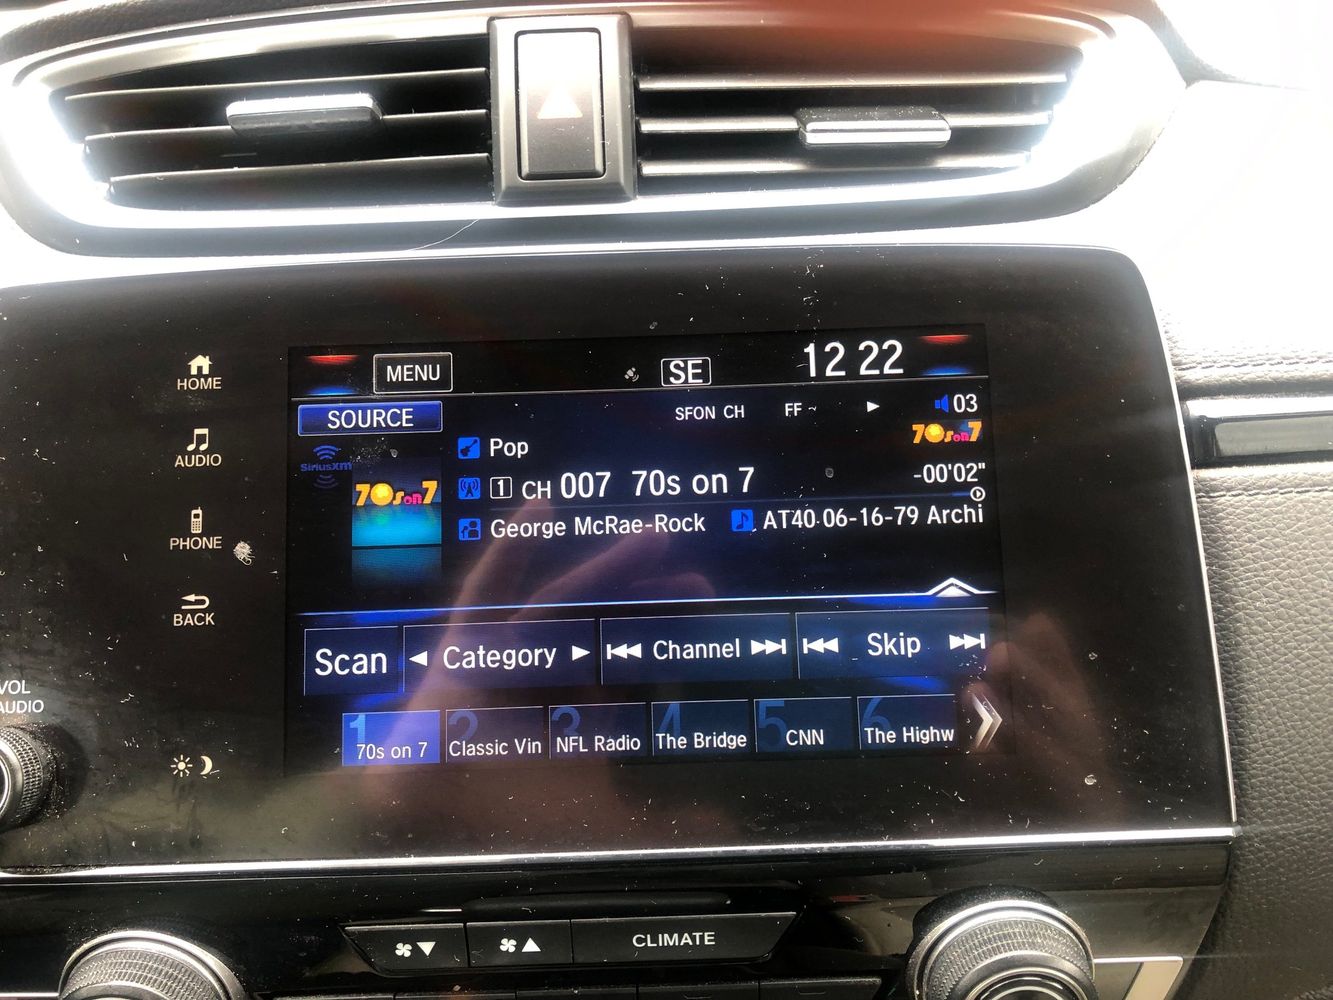 HOME
AUDIO
PHONE
BACK
VOL
AUDIO
MENU
SE
12 22
SOURCE
SFON CH FF
03
SiriusXM
70s on 7
70s on 7
Pop
1 CH 007 70s on 7
-00'02"
George McRae-Rock
AT40 06-16-79 Archi
Scan
Category
Channel
Skip
1 70s on 7
2 Classic Vin
3 NFL Radio
4 The Bridge
5 CNN
6 The Highw
CLIMATE